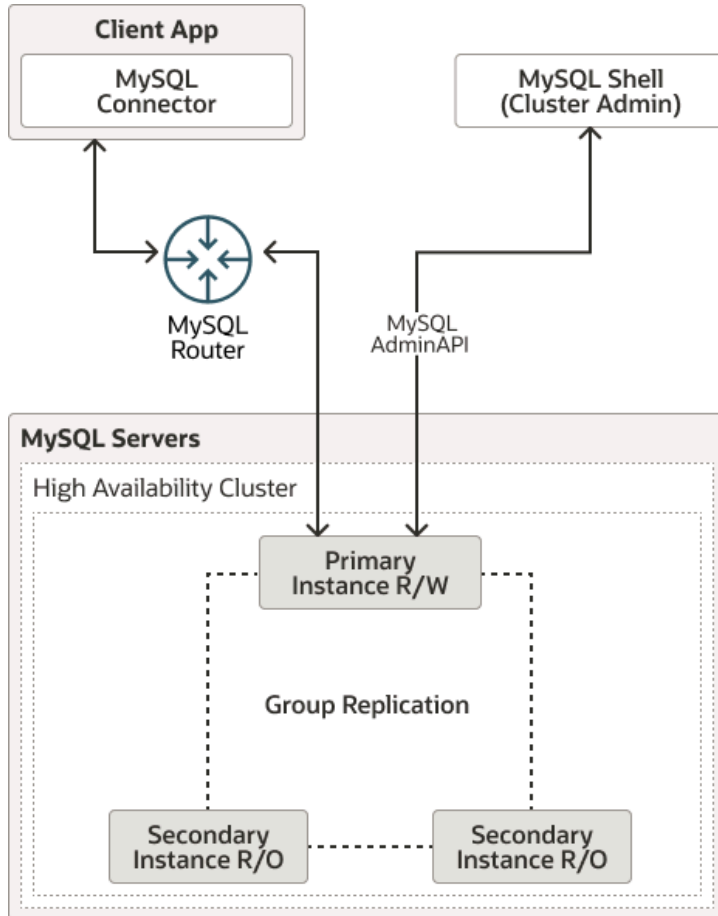 Client App
MySQL
Connector
MySQL Shell
(Cluster Admin)
MySQL
Router
MySQL
AdminAPI
MySQL Servers
High Availability Cluster
Primary
Instance R/W
Group Replication
Secondary
Instance R/O
Secondary
Instance R/O